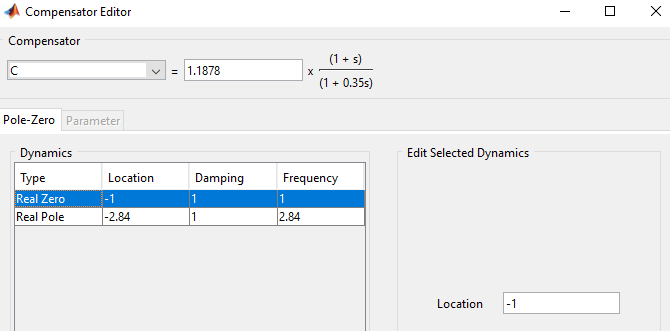 Compensator Editor
Compensator
C = 1.1878 x (1 + s)
(1 + 0.35s)
Pole-Zero Parameter
Dynamics
Type Location Damping Frequency
Real Zero -1 1 1
Real Pole -2.84 1 2.84
Edit Selected Dynamics
Location -1